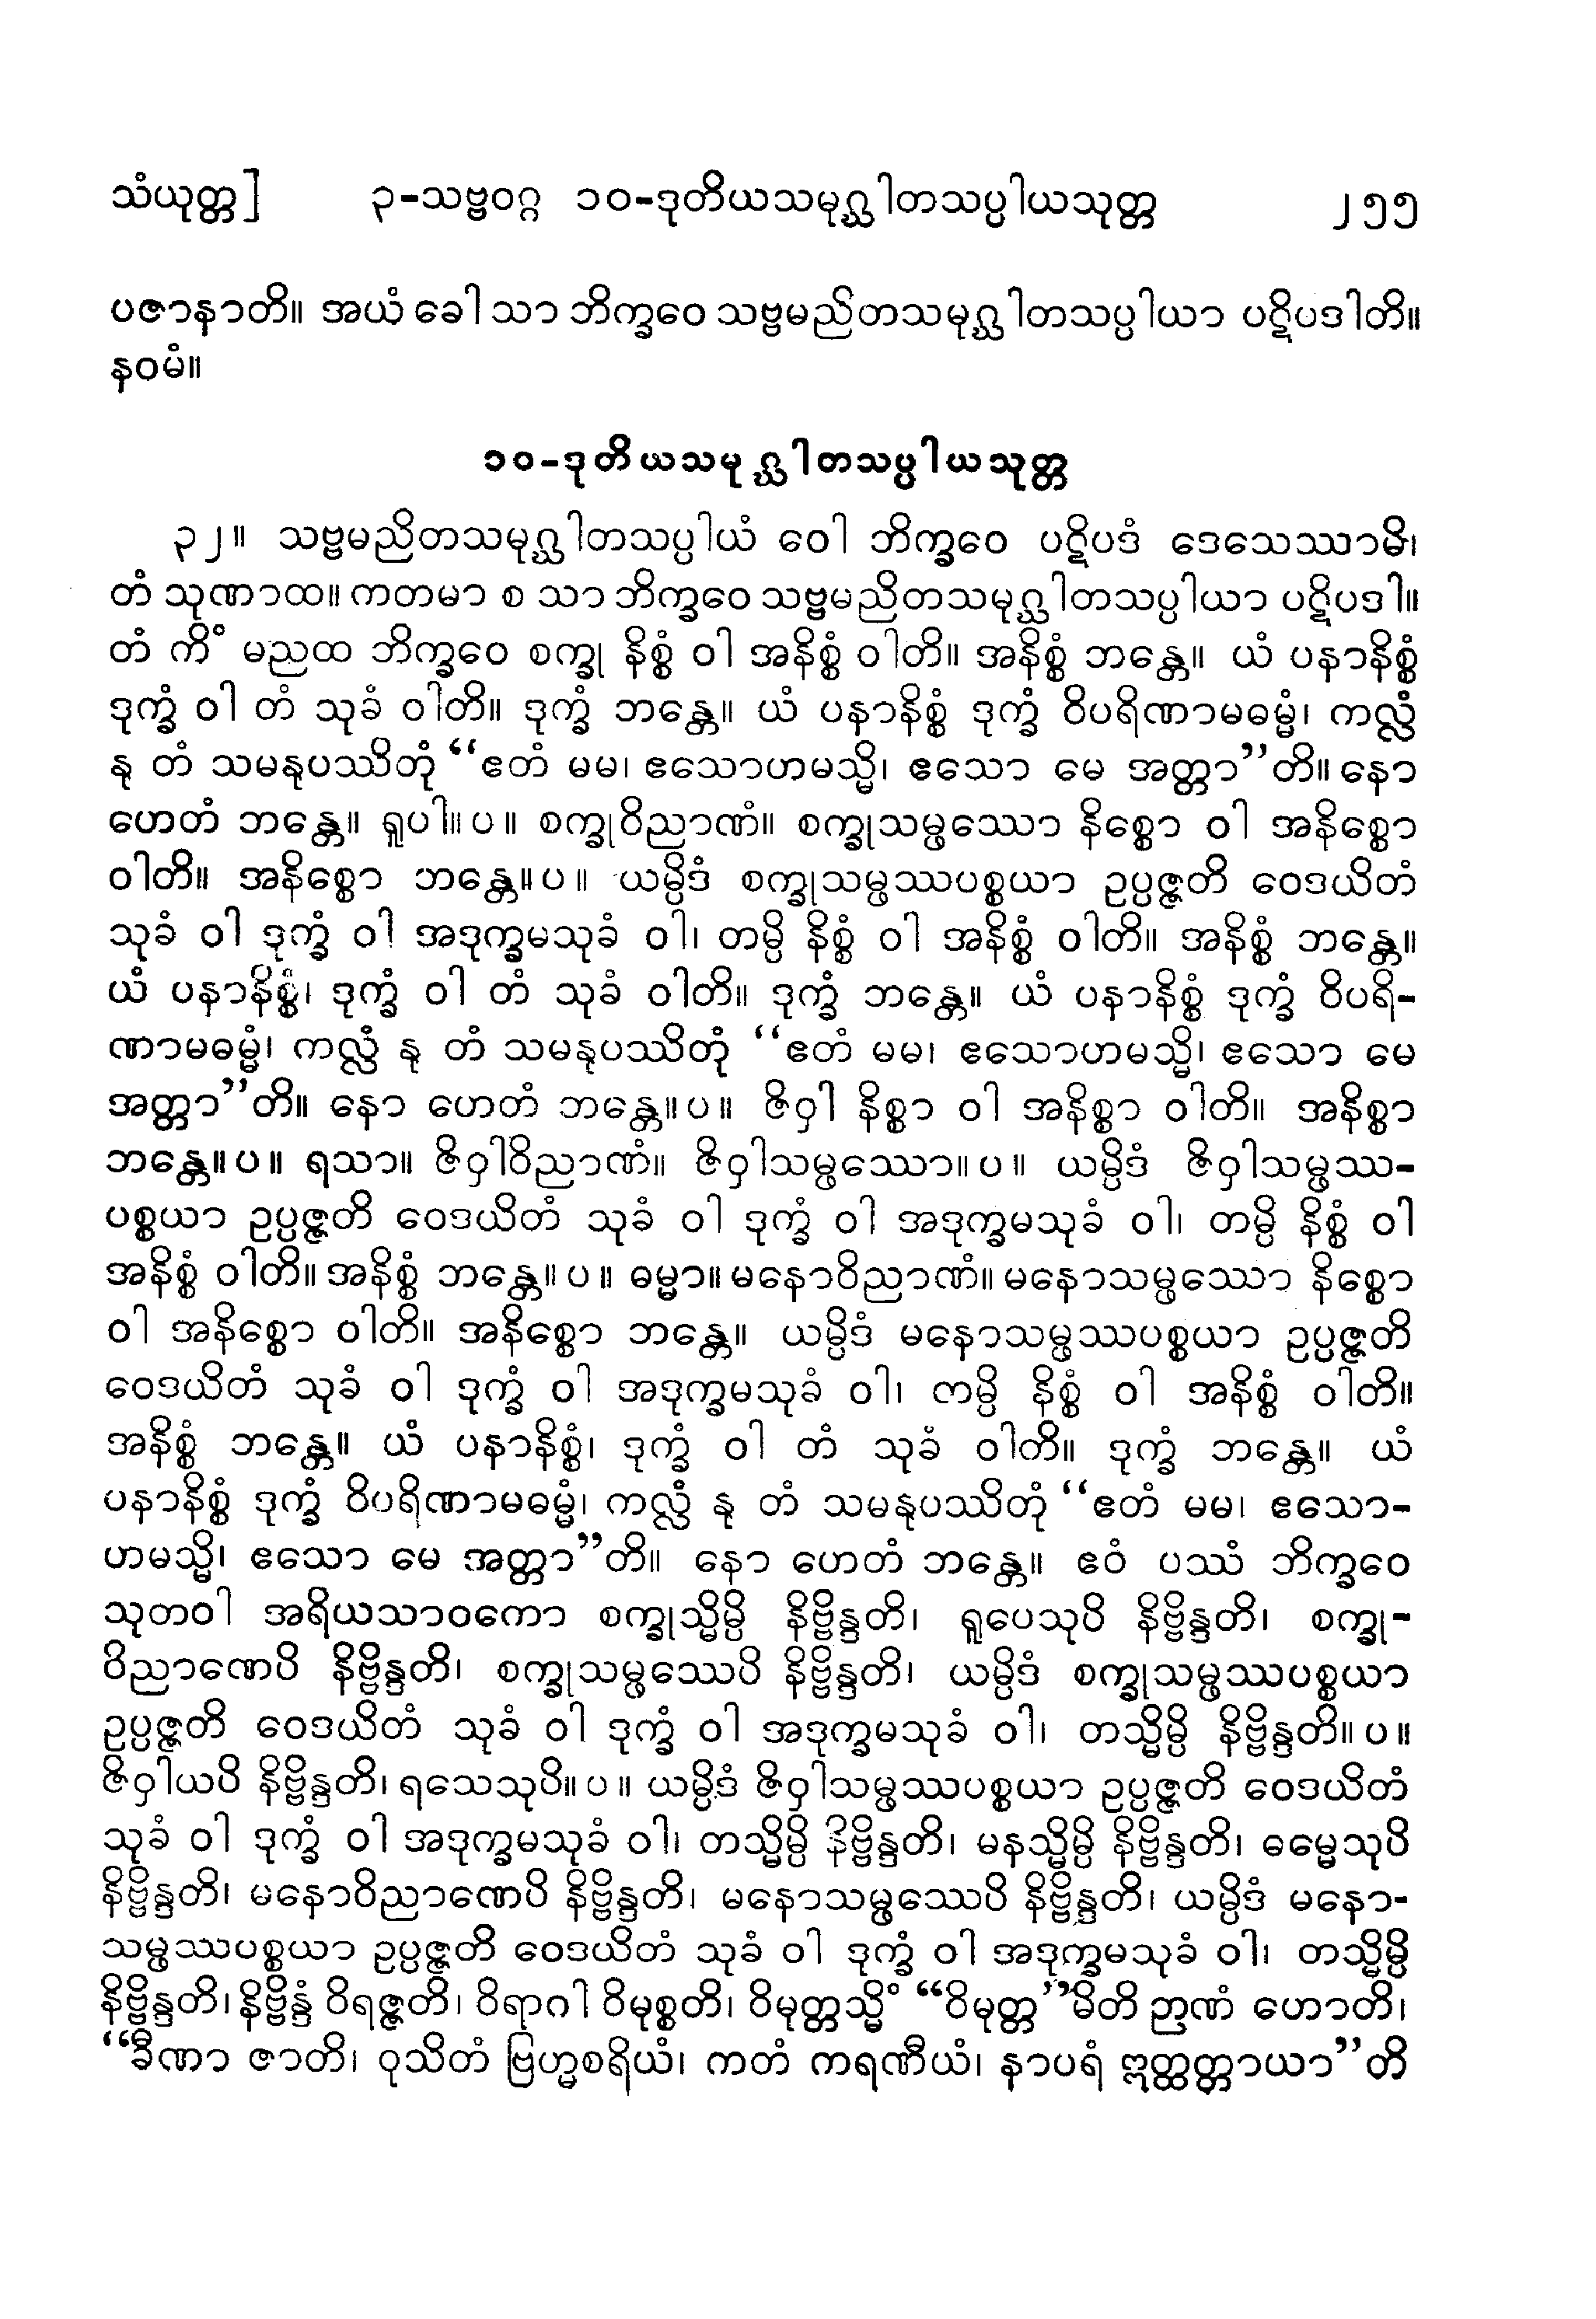 သံယုတ္တ] ၃-သဗ္ဗဝဂ္ဂ ၁၀-ဒုတိယသမုဂ္ဃါတသပ္ပါယသုတ္တ ၂၅၅
ပဇာနာတိ။ အယံ ခေါ သာ ဘိက္ခဝေ သဗ္ဗမညိတသမုဂ္ဃါတသပ္ပါယာ ပဋိပဒါတိ။
နဝမံ။
၁၀-ဒုတိယသမုဂ္ဃါတသပ္ပါယသုတ္တ
၃၂။ သဗ္ဗမညိတသမုဂ္ဃါတသပ္ပါယံ ဝေါ ဘိက္ခဝေ ပဋိပဒံ ဒေသေဿာမိ၊
တံ သုဏာထ။ ကတမာ စ သာ ဘိက္ခဝေ သဗ္ဗမညိတသမုဂ္ဃါတသပ္ပါယာ ပဋိပဒါ။
တံ ကိံ မညထ ဘိက္ခဝေ စက္ခု နိစ္စံ ဝါ အနိစ္စံ ဝါတိ။ အနိစ္စံ ဘန္တေ။ ယံ ပနာနိစ္စံ
ဒုက္ခံ ဝါ တံ သုခံ ဝါတိ။ ဒုက္ခံ ဘန္တေ။ ယံ ပနာနိစ္စံ ဒုက္ခံ ဝိပရိဏာမဓမ္မံ၊ ကလ္လံ
နု တံ သမနုပဿိတုံ “ဧတံ မမ၊ ဧသောဟမသ္မိ၊ ဧသော မေ အတ္တာ”တိ။ နော
ဟေတံ ဘန္တေ။ ရူပါ။ပ။ စက္ခုဝိညာဏံ။ စက္ခုသမ္ဖဿော နိစ္စော ဝါ အနိစ္စော
ဝါတိ။ အနိစ္စော ဘန္တေ။ပ။ ယမ္ပိဒံ စက္ခုသမ္ဖဿပစ္စယာ ဥပ္ပဇ္ဇတိ ဝေဒယိတံ
သုခံ ဝါ ဒုက္ခံ ဝါ အဒုက္ခမသုခံ ဝါ၊ တမ္ပိ နိစ္စံ ဝါ အနိစ္စံ ဝါတိ။ အနိစ္စံ ဘန္တေ။
ယံ ပနာနိစ္စံ၊ ဒုက္ခံ ဝါ တံ သုခံ ဝါတိ။ ဒုက္ခံ ဘန္တေ။ ယံ ပနာနိစ္စံ ဒုက္ခံ ဝိပရိ-
ဏာမဓမ္မံ၊ ကလ္လံ နု တံ သမနုပဿိတုံ “ဧတံ မမ၊ ဧသောဟမသ္မိ၊ ဧသော မေ
အတ္တာ”တိ။ နော ဟေတံ ဘန္တေ။ပ။ ဇိဝှါ နိစ္စာ ဝါ အနိစ္စာ ဝါတိ။ အနိစ္စာ
ဘန္တေ။ပ။ ရသာ။ ဇိဝှါဝိညာဏံ။ ဇိဝှါသမ္ဖဿော။ပ။ ယမ္ပိဒံ ဇိဝှါသမ္ဖဿ-
ပစ္စယာ ဥပ္ပဇ္ဇတိ ဝေဒယိတံ သုခံ ဝါ ဒုက္ခံ ဝါ အဒုက္ခမသုခံ ဝါ၊ တမ္ပိ နိစ္စံ ဝါ
အနိစ္စံ ဝါတိ။ အနိစ္စံ ဘန္တေ။ပ။ ဓမ္မာ။ မနောဝိညာဏံ။ မနောသမ္ဖဿော နိစ္စော
ဝါ အနိစ္စော ဝါတိ။ အနိစ္စော ဘန္တေ။ ယမ္ပိဒံ မနောသမ္ဖဿပစ္စယာ ဥပ္ပဇ္ဇတိ
ဝေဒယိတံ သုခံ ဝါ ဒုက္ခံ ဝါ အဒုက္ခမသုခံ ဝါ၊ တမ္ပိ နိစ္စံ ဝါ အနိစ္စံ ဝါတိ။
အနိစ္စံ ဘန္တေ။ ယံ ပနာနိစ္စံ၊ ဒုက္ခံ ဝါ တံ သုခံ ဝါတိ။ ဒုက္ခံ ဘန္တေ။ ယံ
ပနာနိစ္စံ ဒုက္ခံ ဝိပရိဏာမဓမ္မံ၊ ကလ္လံ နု တံ သမနုပဿိတုံ “ဧတံ မမ၊ ဧသော-
ဟမသ္မိ၊ ဧသော မေ အတ္တာ”တိ။ နော ဟေတံ ဘန္တေ။ ဧဝံ ပဿံ ဘိက္ခဝေ
သုတဝါ အရိယသာဝကော စက္ခုသ္မိမ္ပိ နိဗ္ဗိန္ဒတိ၊ ရူပေသုပိ နိဗ္ဗိန္ဒတိ၊ စက္ခု-
ဝိညာဏေပိ နိဗ္ဗိန္ဒတိ၊ စက္ခုသမ္ဖဿေပိ နိဗ္ဗိန္ဒတိ၊ ယမ္ပိဒံ စက္ခုသမ္ဖဿပစ္စယာ
ဥပ္ပဇ္ဇတိ ဝေဒယိတံ သုခံ ဝါ ဒုက္ခံ ဝါ အဒုက္ခမသုခံ ဝါ၊ တသ္မိမ္ပိ နိဗ္ဗိန္ဒတိ။ပ။
ဇိဝှါယပိ နိဗ္ဗိန္ဒတိ၊ ရသေသုပိ။ပ။ ယမ္ပိဒံ ဇိဝှါသမ္ဖဿပစ္စယာ ဥပ္ပဇ္ဇတိ ဝေဒယိတံ
သုခံ ဝါ ဒုက္ခံ ဝါ အဒုက္ခမသုခံ ဝါ၊ တသ္မိမ္ပိ နိဗ္ဗိန္ဒတိ၊ မနသ္မိမ္ပိ နိဗ္ဗိန္ဒတိ၊ ဓမ္မေသုပိ
နိဗ္ဗိန္ဒတိ၊ မနောဝိညာဏေပိ နိဗ္ဗိန္ဒတိ၊ မနောသမ္ဖဿေပိ နိဗ္ဗိန္ဒတိ၊ ယမ္ပိဒံ မနော-
သမ္ဖဿပစ္စယာ ဥပ္ပဇ္ဇတိ ဝေဒယိတံ သုခံ ဝါ ဒုက္ခံ ဝါ အဒုက္ခမသုခံ ဝါ၊ တသ္မိမ္ပိ
နိဗ္ဗိန္ဒတိ၊ နိဗ္ဗိန္ဒံ ဝိရဇ္ဇတိ၊ ဝိရာဂါ ဝိမုစ္စတိ၊ ဝိမုတ္တသ္မိံ “ဝိမုတ္တ”မိတိ ဉာဏံ ဟောတိ၊
“ခီဏာ ဇာတိ၊ ဝုသိတံ ဗြဟ္မစရိယံ၊ ကတံ ကရဏီယံ၊ နာပရံ ဣတ္ထတ္တာယာ”တိ